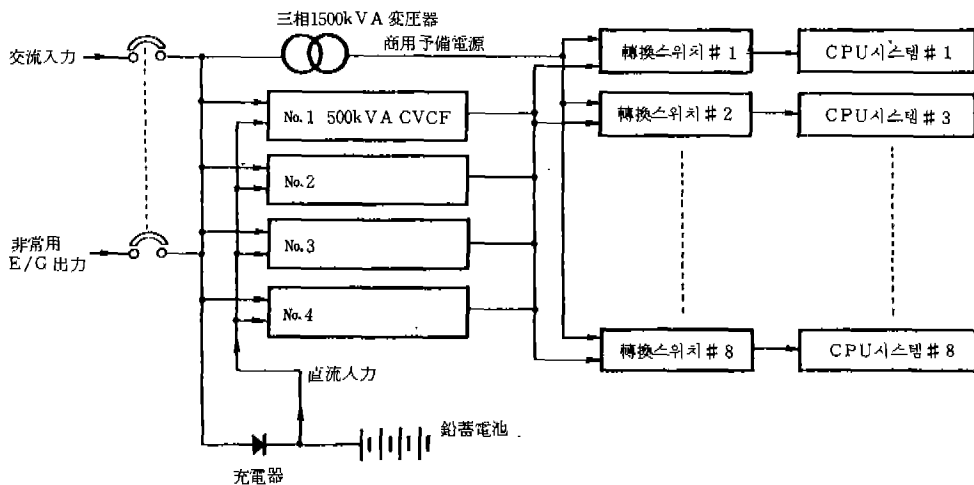 三相1500kVA 変圧器
商用予備電源
交流入力
轉換스위치＃1
CPU시스템＃1
No.1 500kVA CVCF
轉換스위치＃2
CPU시스템＃3
No.2
No.3
非常用
E/G 出力
No.4
轉換스위치＃8
CPU시스템＃8
直流入力
鉛蓄電池
充電器